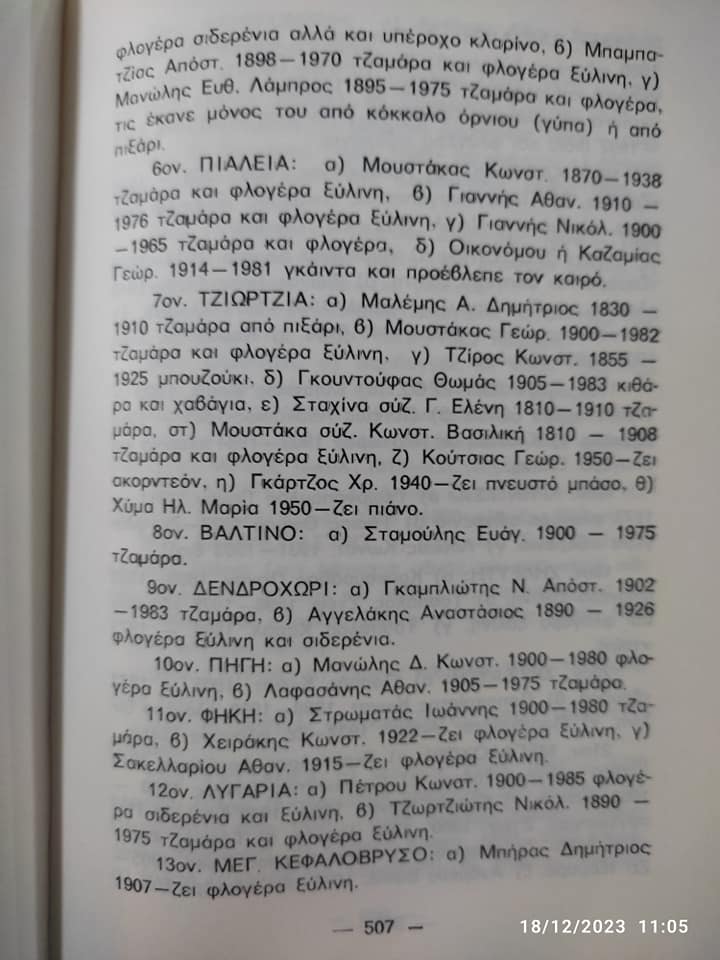 φλογέρα σιδερένια αλλά και υπέροχο κλαρίνο, β) Μπαμπα-
τζίας Απόστ. 1898—1970 τζαμάρα και φλογέρα ξύλινη, γ)
Μανώλης Ευθ. Λάμπρος 1895—1975 τζαμάρα και φλογέρα,
τις έκανε μόνος του από κόκκαλο όρνιου (γύπα) ή από
πιξάρι.
6ον. ΠΙΑΛΕΙΑ: α) Μουστάκας Κωνστ. 1870—1938
τζαμάρα και φλογέρα ξύλινη, β) Γιαννής Αθαν. 1910 —
1976 τζαμάρα και φλογέρα ξύλινη, γ) Γιαννής Νικόλ. 1900
—1965 τζαμάρα και φλογέρα, δ) Οικονόμου ή Καζαμίας
Γεώρ. 1914—1981 γκάιντα και προέβλεπε τον καιρό.
7ον. ΤΖΙΩΡΤΖΙΑ: α) Μαλέμης Α. Δημήτριος 1830 —
1910 τζαμάρα από πιξάρι, β) Μουστάκας Γεώρ. 1900—1982
τζαμάρα και φλογέρα ξύλινη, γ) Τζίρος Κωνστ. 1855 —
1925 μπουζούκι, δ) Γκουντούφας Θωμάς 1905—1983 κιθά-
ρα και χαβάγια, ε) Σταχίνα σύζ. Γ. Ελένη 1810—1910 τζα-
μάρα, στ) Μουστάκα σύζ. Κωνστ. Βασιλική 1810 — 1908
τζαμάρα και φλογέρα ξύλινη, ζ) Κούτσιας Γεώρ. 1950—ζει
ακορντεόν, η) Γκάρτζος Χρ. 1940—ζει πνευστό μπάσο, θ)
Χύμα Ηλ. Μαρία 1950—ζει πιάνο.
8ον. ΒΑΛΤΙΝΟ: α) Σταμούλης Ευάγ. 1900 — 1975
τζαμάρα.
9ον. ΔΕΝΔΡΟΧΩΡΙ: α) Γκαμπλιώτης Ν. Απόστ. 1902
—1983 τζαμάρα, β) Αγγελάκης Αναστάσιος 1890 — 1926
φλογέρα ξύλινη και σιδερένια.
10ον. ΠΗΓΗ: α) Μανώλης Δ. Κωνστ. 1900—1980 φλο-
γέρα ξύλινη, β) Λαφασάνης Αθαν. 1905—1975 τζαμάρα.
11ον. ΦΗΚΗ: α) Στρωματάς Ιωάννης 1900—1980 τζα-
μάρα, β) Χειράκης Κωνστ. 1922—ζει φλογέρα ξύλινη, γ)
Σακελλαρίου Αθαν. 1915—ζει φλογέρα ξύλινη.
12ον. ΛΥΓΑΡΙΑ: α) Πέτρου Κωνστ. 1900—1985 φλογέ-
ρα σιδερένια και ξύλινη, β) Τζωρτζιώτης Νικόλ. 1890 —
1975 τζαμάρα και φλογέρα ξύλινη.
13ον. ΜΕΓ. ΚΕΦΑΛΟΒΡΥΣΟ: α) Μπήρας Δημήτριος
1907—ζει φλογέρα ξύλινη.
— 507 —
18/12/2023 11:05